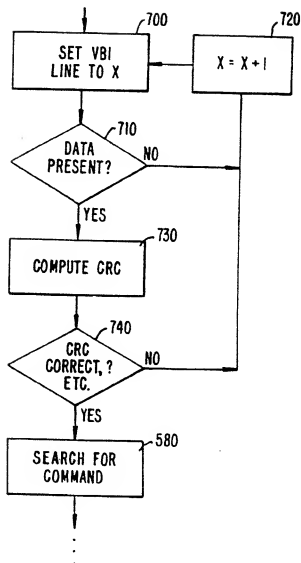 700
SET VBI
LINE TO X
720
X = X + 1
710
DATA
PRESENT?
NO
YES
730
COMPUTE CRC
740
CRC
CORRECT,?
ETC.
NO
YES
580
SEARCH FOR
COMMAND